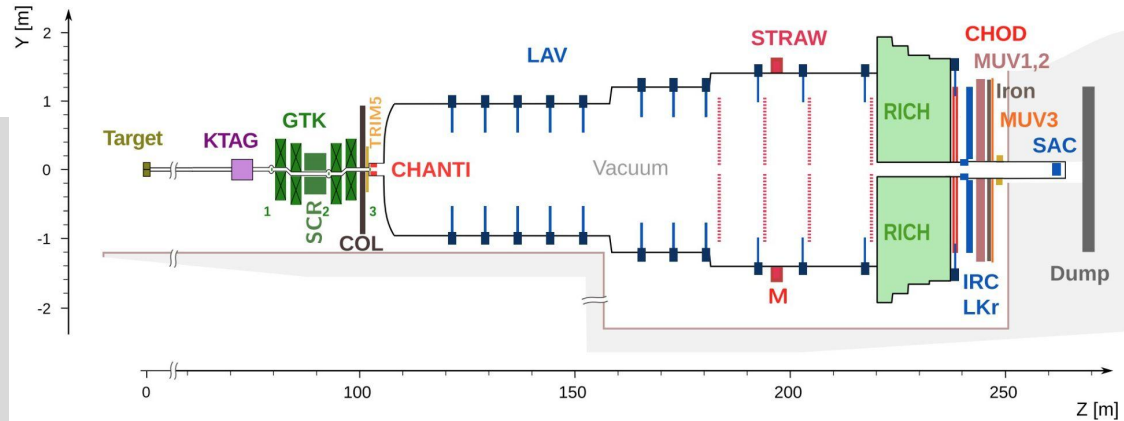 Y [m]
2
1
0
-1
-2
Target
KTAG
GTK
1
2
3
SCR
COL
TRIM5
CHANTI
LAV
Vacuum
STRAW
M
RICH
RICH
CHOD
MUV1,2
Iron
MUV3
SAC
IRC
LKr
Dump
0
100
150
200
250
Z [m]